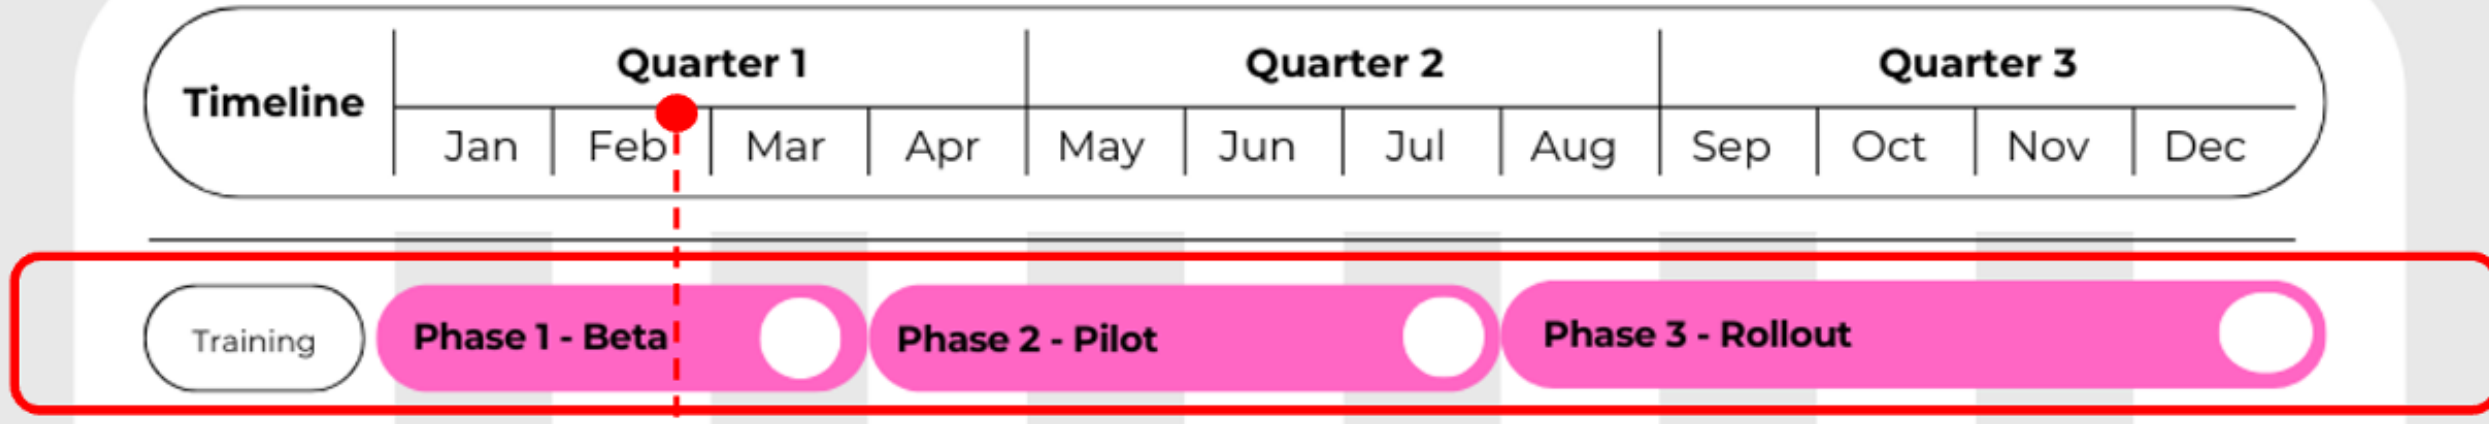 Timeline
Quarter 1
Quarter 2
Quarter 3
Jan Feb Mar Apr May Jun Jul Aug Sep Oct Nov Dec
Training
Phase 1 - Beta
Phase 2 - Pilot
Phase 3 - Rollout